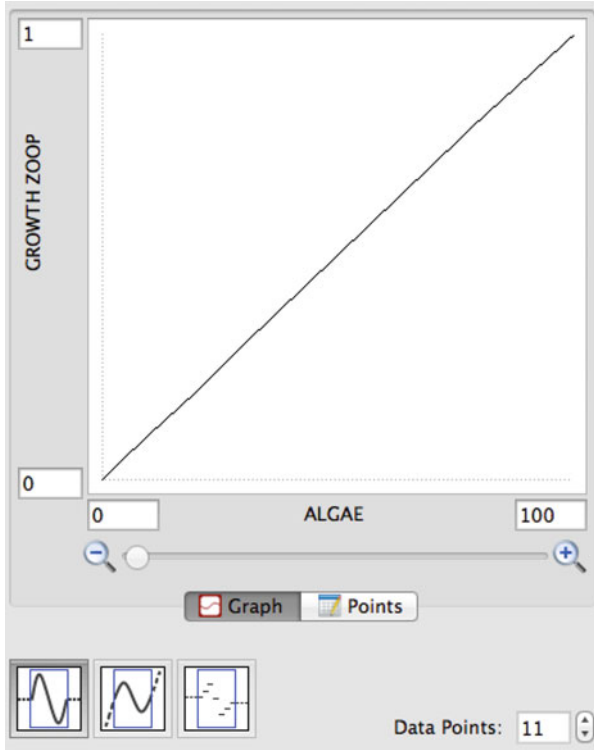 1
GROWTH ZOOP
0
0 ALGAE 100
Graph Points
Data Points: 11